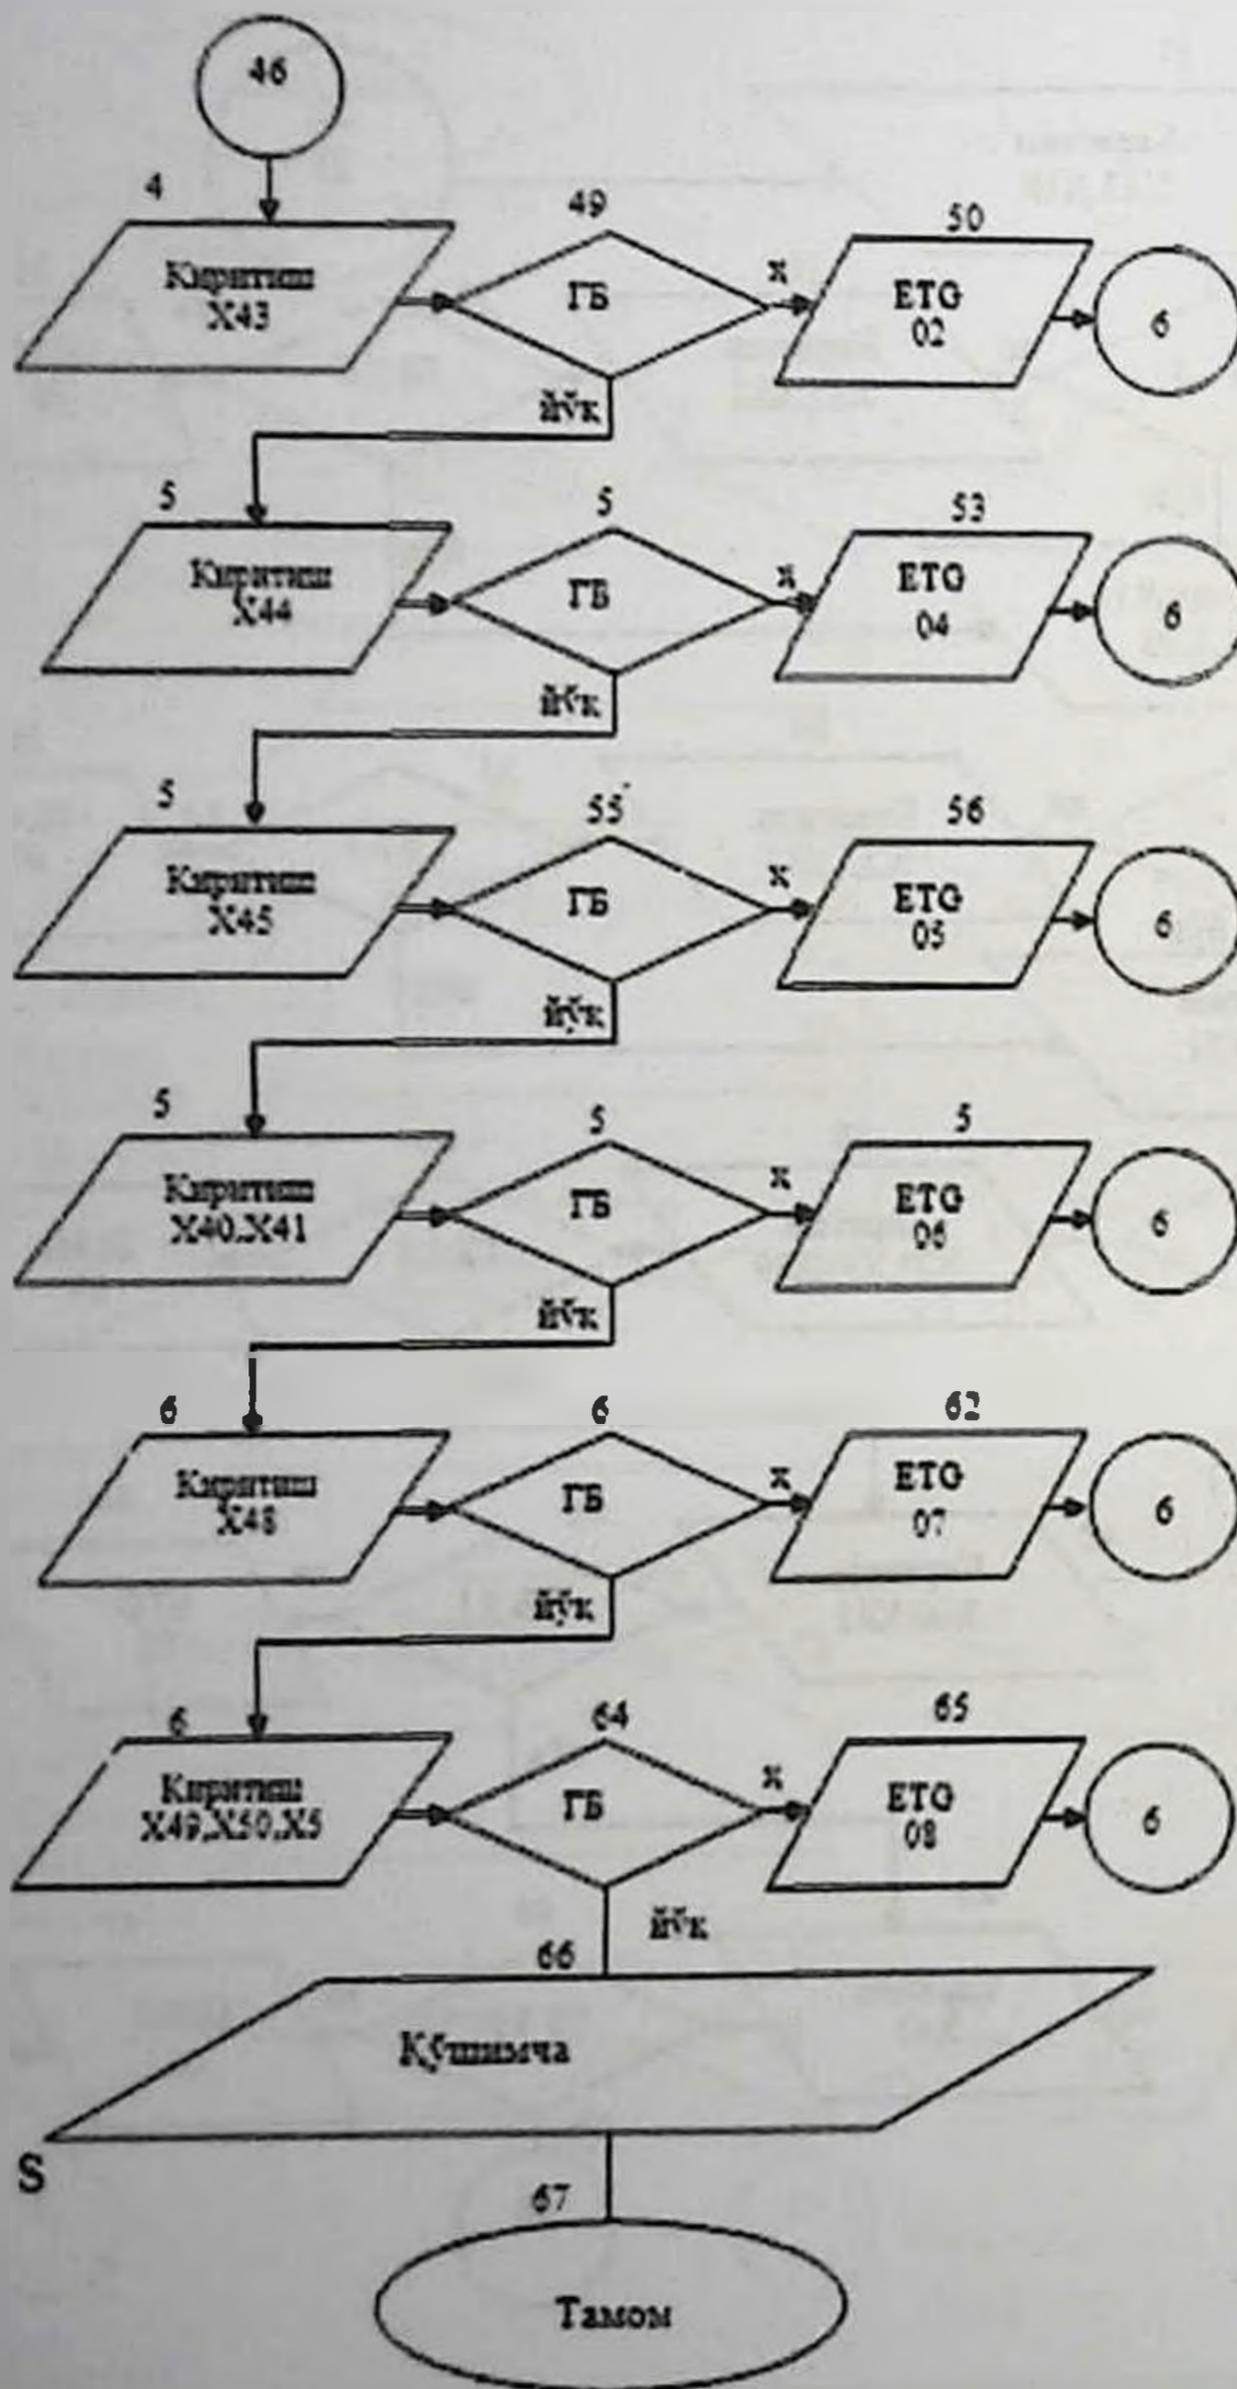 46
4
49
50
Киритиш
X43
ГБ
х
ETG
02
6
йўқ
5
5
53
Киритиш
X44
ГБ
х
ETG
04
6
йўқ
5
55
56
Киритиш
X45
ГБ
х
ETG
05
6
йўқ
5
5
5
Киритиш
X40,X41
ГБ
х
ETG
06
6
йўқ
6
6
62
Киритиш
X48
ГБ
х
ETG
07
6
йўқ
6
64
65
Киритиш
X49,X50,X5
ГБ
х
ETG
08
6
йўқ
66
Қўшимча
S
67
Тамом